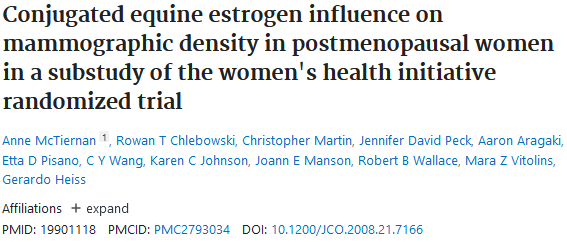 Conjugated equine estrogen influence on
mammographic density in postmenopausal women
in a substudy of the women's health initiative
randomized trial
Anne McTiernan 1, Rowan T Chlebowski, Christopher Martin, Jennifer David Peck, Aaron Aragaki,
Etta D Pisano, C Y Wang, Karen C Johnson, Joann E Manson, Robert B Wallace, Mara Z Vitolins,
Gerardo Heiss
Affiliations + expand
PMID: 19901118 PMCID: PMC2793034 DOI: 10.1200/JCO.2008.21.7166